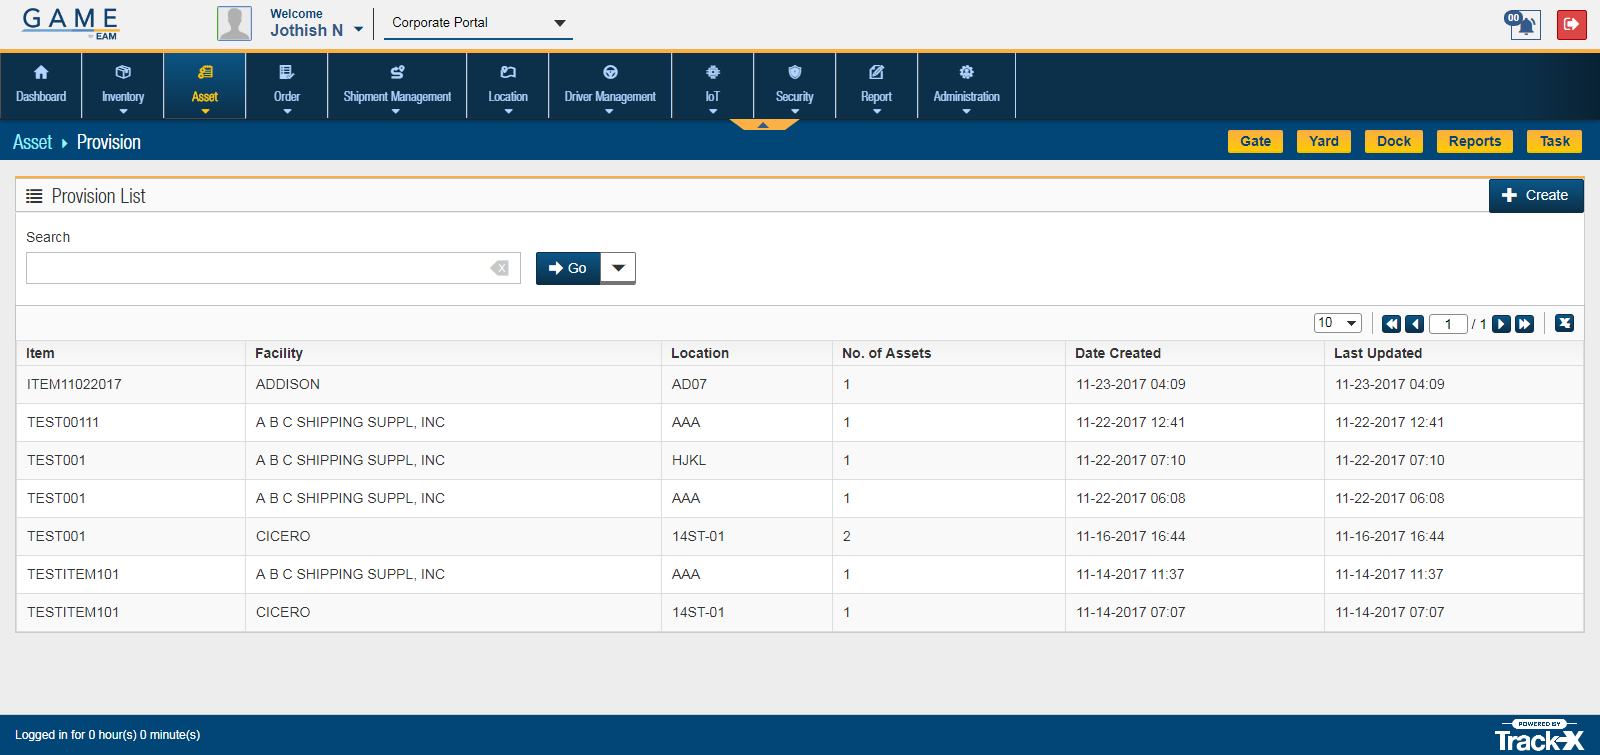 GAME
BY EAM
Welcome
Jothish N
Corporate Portal
00
Dashboard
Inventory
Asset
Order
Shipment Management
Location
Driver Management
IoT
Security
Report
Administration
Asset Provision
Gate
Yard
Dock
Reports
Task
Provision List
Create
Search
X
Go
10
1 / 1
Item Facility Location No. of Assets Date Created Last Updated
ITEM11022017 ADDISON AD07 1 11-23-2017 04:09 11-23-2017 04:09
TEST00111 A B C SHIPPING SUPPL, INC AAA 1 11-22-2017 12:41 11-22-2017 12:41
TEST001 A B C SHIPPING SUPPL, INC HJKL 1 11-22-2017 07:10 11-22-2017 07:10
TEST001 A B C SHIPPING SUPPL, INC AAA 1 11-22-2017 06:08 11-22-2017 06:08
TEST001 CICERO 14ST-01 2 11-16-2017 16:44 11-16-2017 16:44
TESTITEM101 A B C SHIPPING SUPPL, INC AAA 1 11-14-2017 11:37 11-14-2017 11:37
TESTITEM101 CICERO 14ST-01 1 11-14-2017 07:07 11-14-2017 07:07
Logged in for 0 hour(s) 0 minute(s)
POWERED BY
Track-X